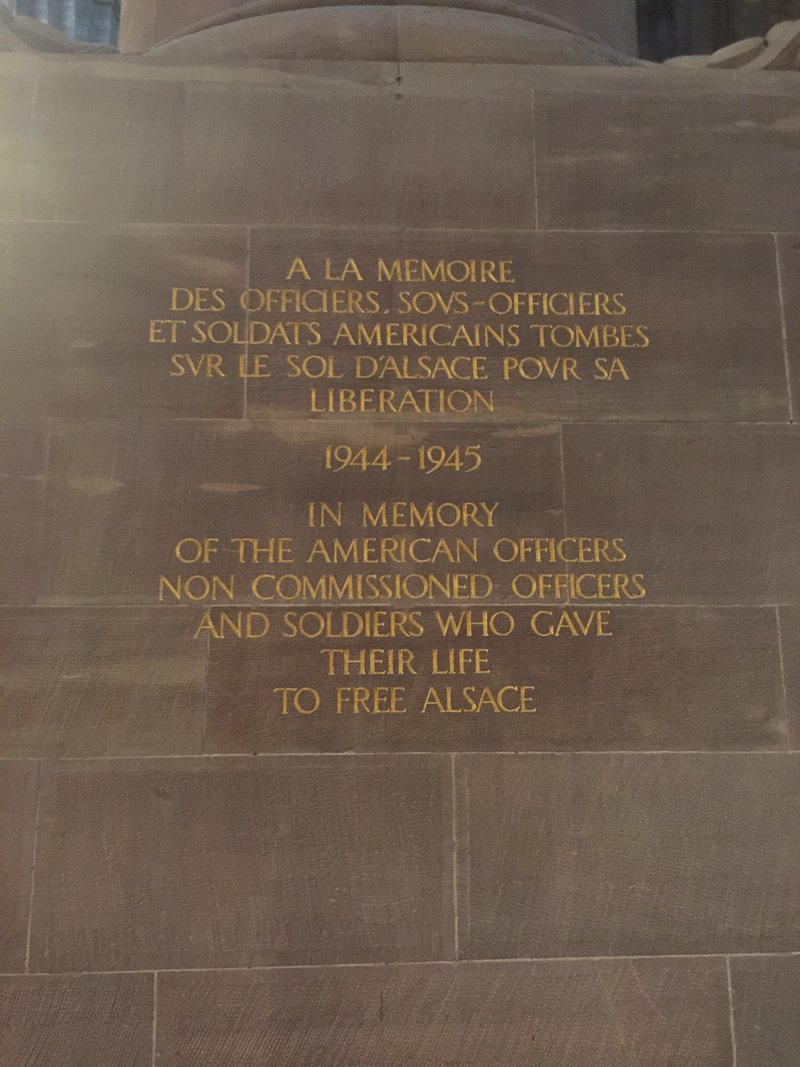 A LA MEMOIRE
DES OFFICIERS. SOVS-OFFICIERS
ET SOLDATS AMERICAINS TOMBES
SVR LE SOL D'ALSACE POVR SA
LIBERATION
1944-1945
IN MEMORY
OF THE AMERICAN OFFICERS
NON COMMISSIONED OFFICERS
AND SOLDIERS WHO GAVE
THEIR LIFE
TO FREE ALSACE